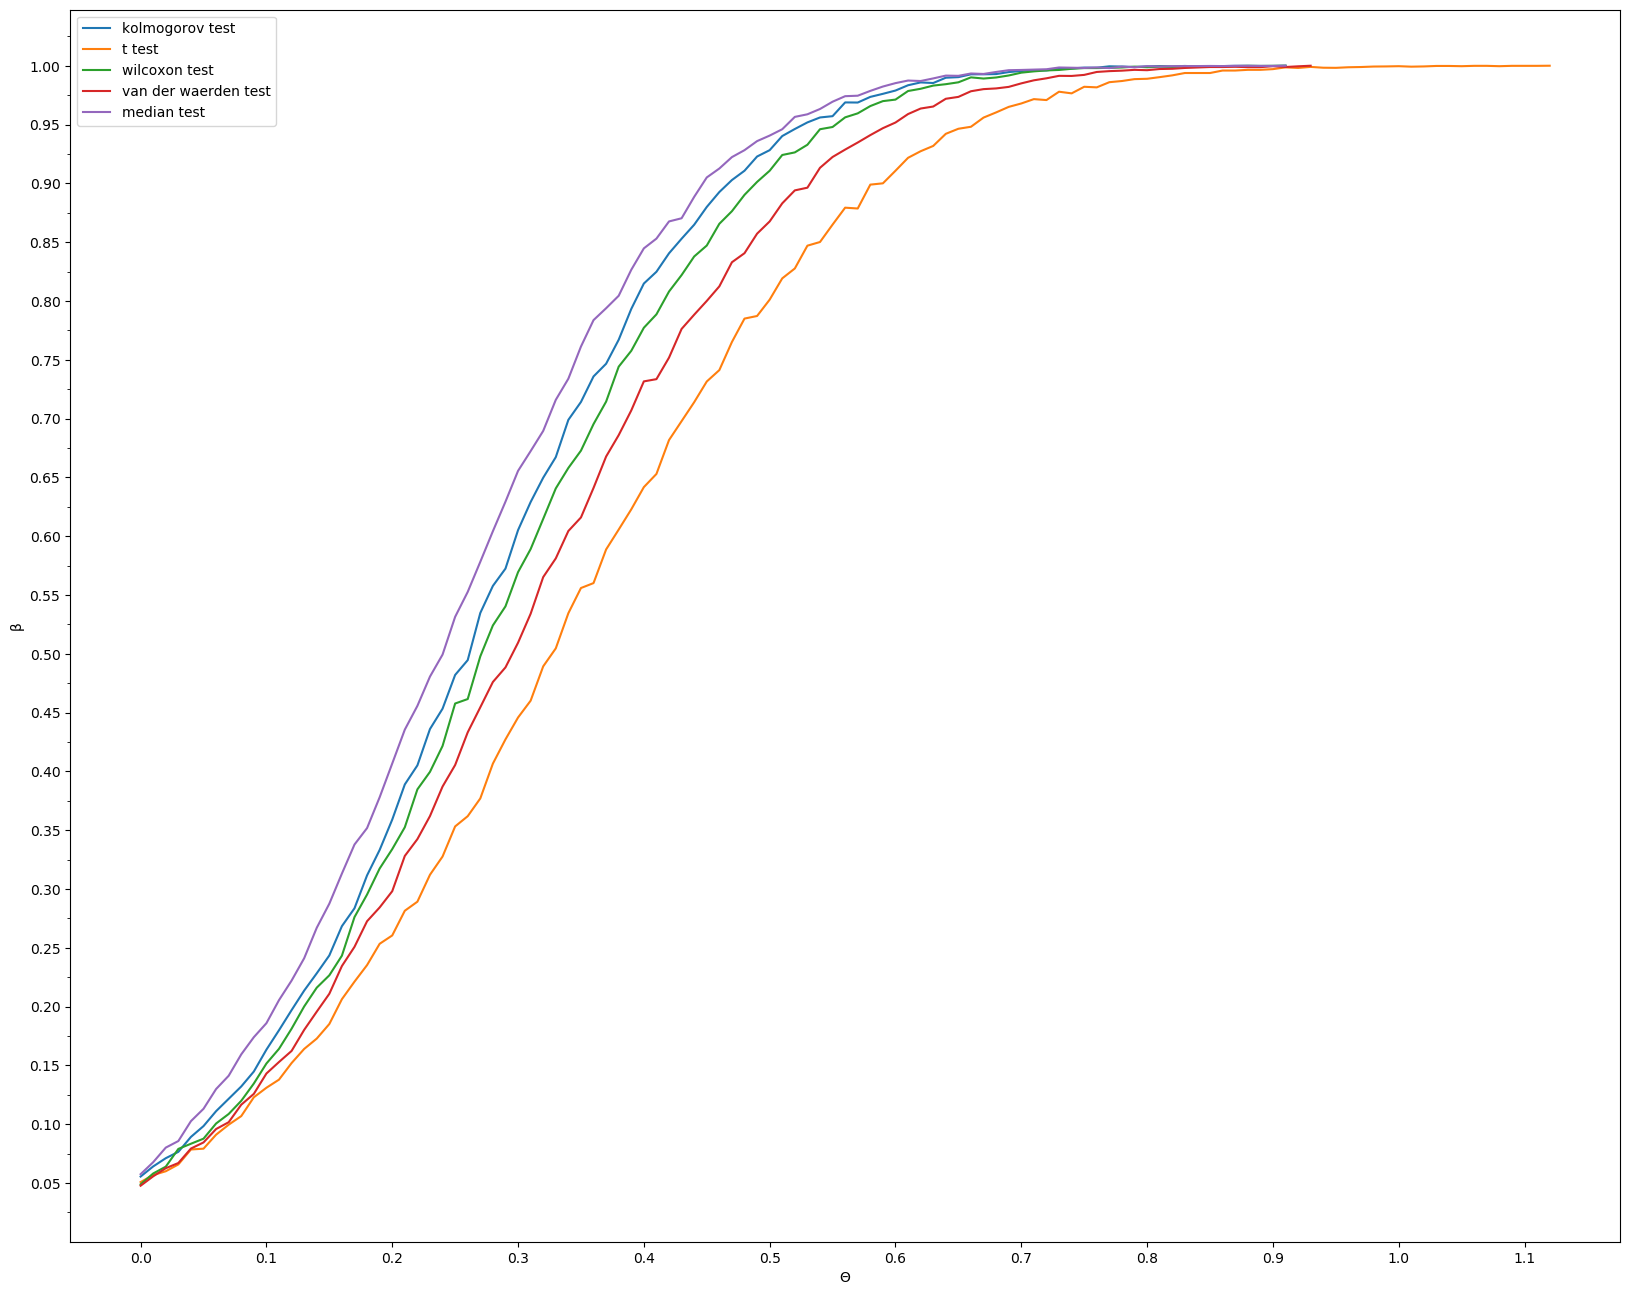 kolmogorov test
t test
wilcoxon test
van der waerden test
median test
1.00
0.95
0.90
0.85
0.80
0.75
0.70
0.65
0.60
0.55
0.50
0.45
0.40
0.35
0.30
0.25
0.20
0.15
0.10
0.05
β
0.0 0.1 0.2 0.3 0.4 0.5 0.6 0.7 0.8 0.9 1.0 1.1
Θ